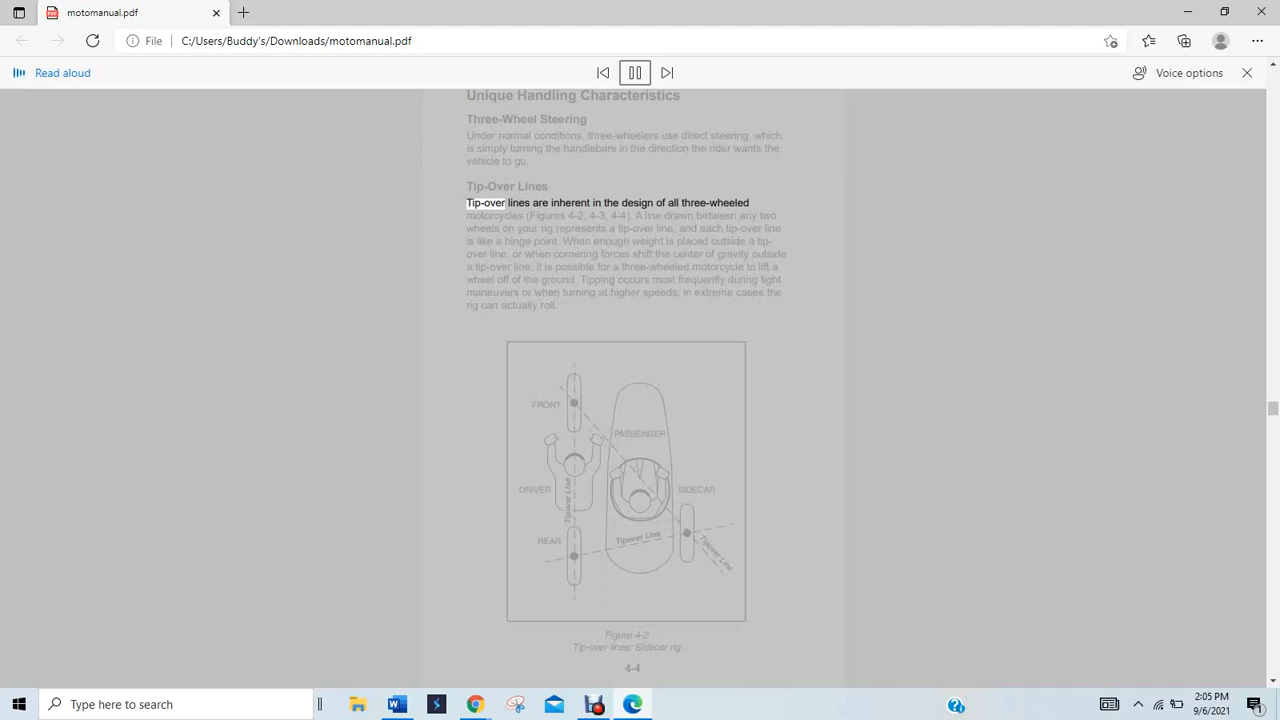 motomanual.pdf
File
C:/Users/Buddy's/Downloads/motomanual.pdf
Read aloud
Voice options
Unique Handling Characteristics
Three-Wheel Steering
Under normal conditions, three-wheelers use direct steering, which
is simply turning the handlebars in the direction the rider wants the
vehicle to go.
Tip-Over Lines
Tip-over lines are inherent in the design of all three-wheeled
motorcycles (Figures 4-2, 4-3, 4-4). A line drawn between any two
wheels on your rig represents a tip-over line, and each tip-over line
is like a hinge point. When enough weight is placed outside a tip-
over line, or when cornering forces shift the center of gravity outside
a tip-over line, it is possible for a three-wheeled motorcycle to lift a
wheel off of the ground. Tipping occurs most frequently during tight
maneuvers or when turning at higher speeds; in extreme cases the
rig can actually roll.
FRONT
PASSENGER
DRIVER
Tipover Line
SIDECAR
REAR
Tipover Link
Tipover Line
Figure 4-2
Tip-over lines: Sidecar rig
4-4
Type here to search
2:05 PM
9/6/2021